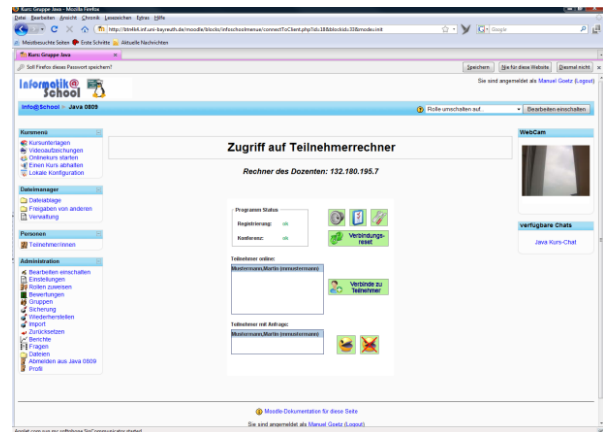 Kurs: Gruppe Java - Mozilla Firefox
Datei Bearbeiten Ansicht Chronik Lesezeichen Extras Hilfe
Google
Meistbesuchte Seiten Erste Schritte Aktuelle Nachrichten
Kurs: Gruppe Java
Soll Firefox dieses Passwort speichern?
Speichern Nie für diese Website Diesmal nicht
Informatik@
School
Sie sind angemeldet als Manuel Goetz (Logout)
Info@School Java 0809
Rolle umschalten auf...
Bearbeiten einschalten
Kursmenü
Kursunterlagen
Videoaufzeichungen
Onlinekurs starten
Einen Kurs abhalten
Lokale Konfiguration
Dateimanager
Dateiablage
Freigaben von anderen
Verwaltung
Personen
Teilnehmer/innen
Administration
Bearbeiten einschalten
Einstellungen
Rollen zuweisen
Bewertungen
Gruppen
Sicherung
Wiederherstellen
Import
Zurücksetzen
Berichte
Fragen
Dateien
Abmelden aus Java 0809
Profil
Zugriff auf Teilnehmerrechner
Rechner des Dozenten: 132.180.195.7
Programm Status
Registrierung: ok
Konferenz: ok
Verbindungs-
reset
Teilnehmer online:
Mustermann,Martin (mmustermann)
Verbinde zu
Teilnehmer
Teilnehmer mit Anfrage:
Mustermann,Martin (mmustermann)
WebCam
verfügbare Chats
Java Kurs-Chat
Moodle-Dokumentation für diese Seite
Sie sind angemeldet als Manuel Goetz (Logout)